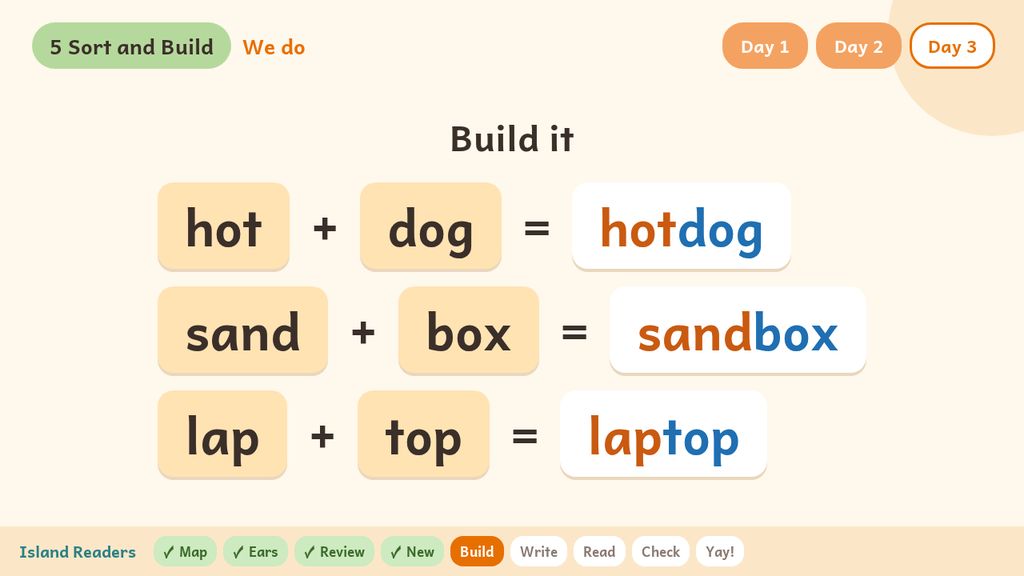 5 Sort and Build We do Day 1 Day 2 Day 3
Build it
hot + dog = hotdog
sand + box = sandbox
lap + top = laptop
Island Readers ✓ Map ✓ Ears ✓ Review ✓ New Build Write Read Check Yay!